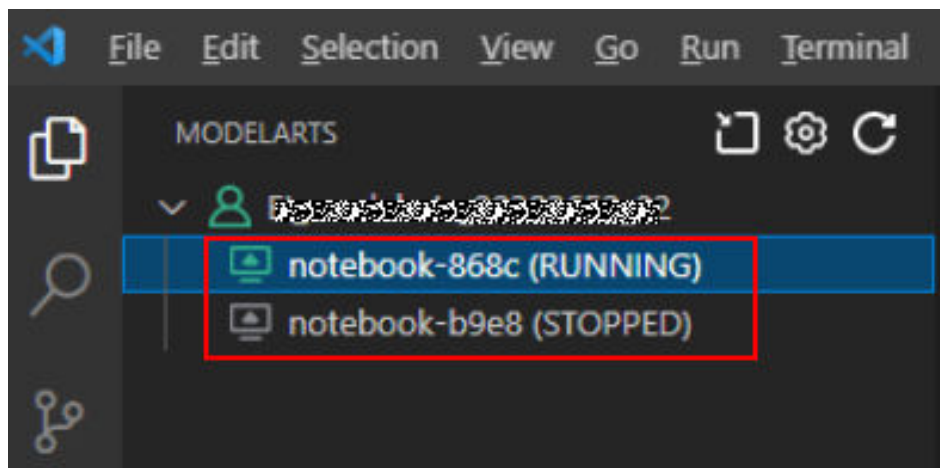 File Edit Selection View Go Run Terminal
MODELARTS
notebook-868c (RUNNING)
notebook-b9e8 (STOPPED)